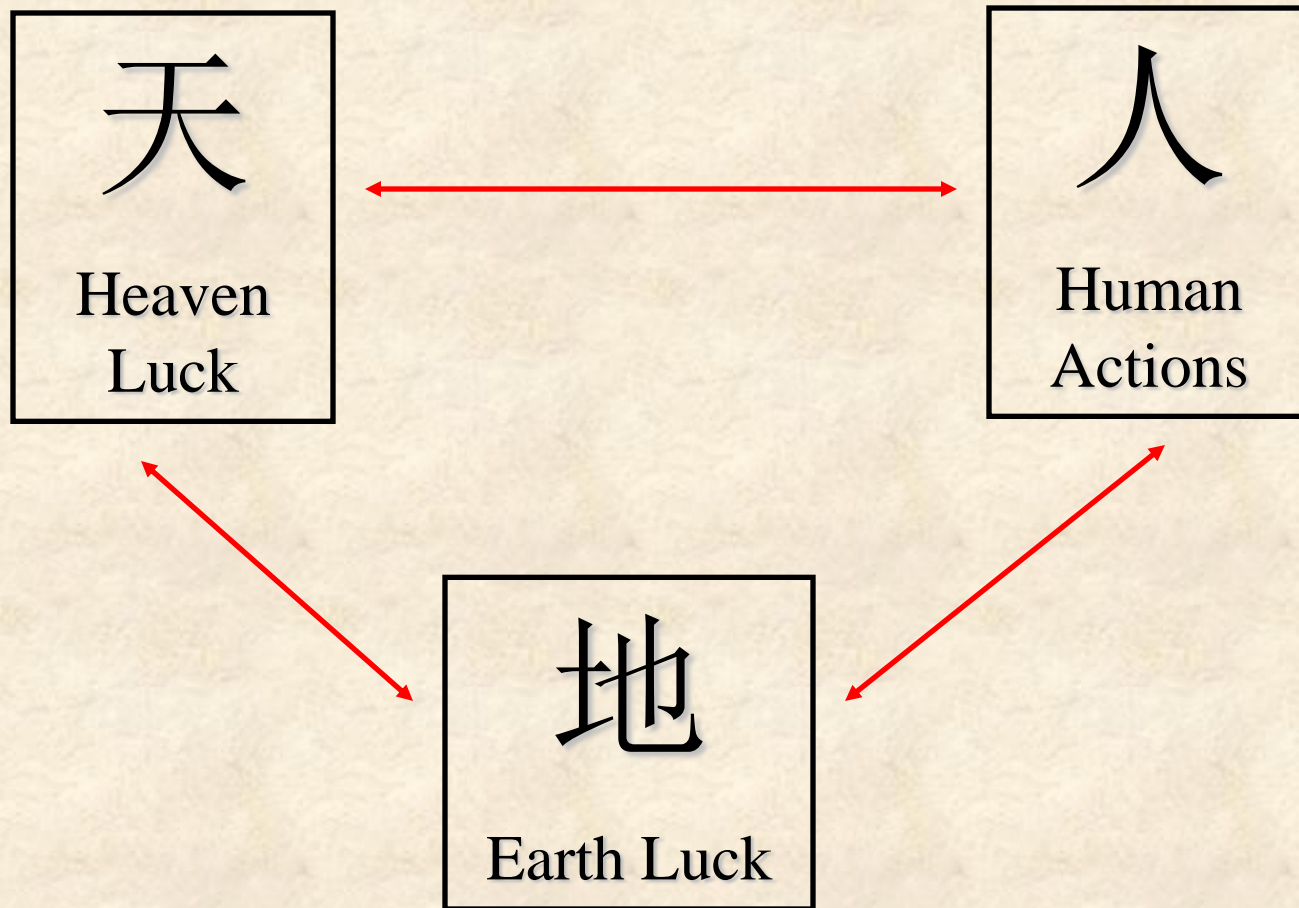 天
Heaven
Luck
人
Human
Actions
地
Earth Luck